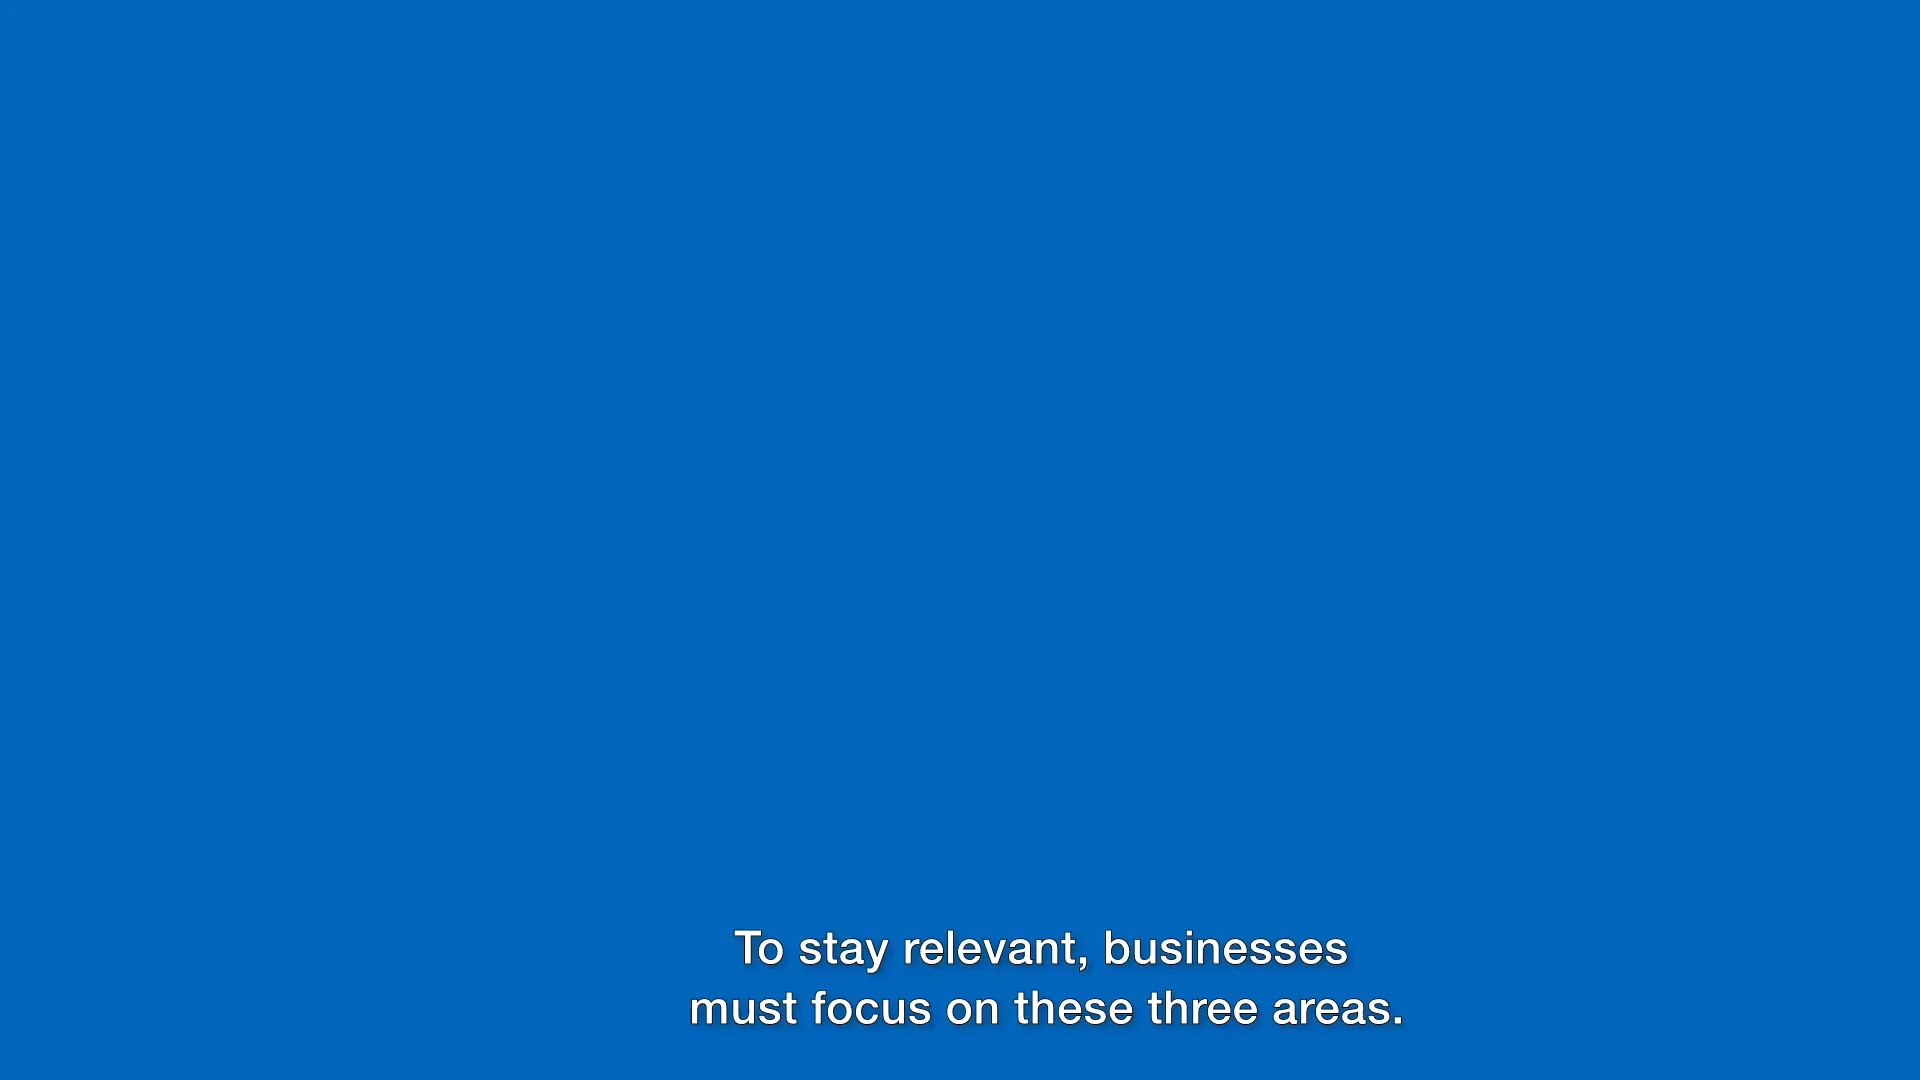 To stay relevant, businesses
must focus on these three areas.